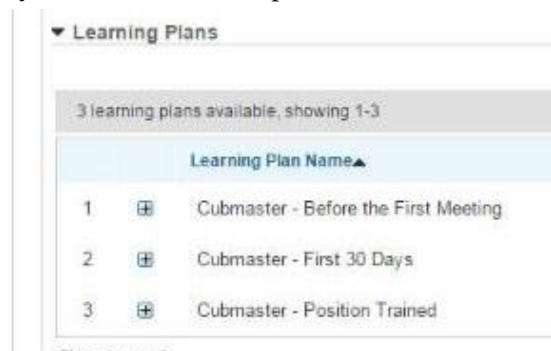 Learning Plans
3 learning plans available, showing 1-3
Learning Plan Name
1 Cubmaster - Before the First Meeting
2 Cubmaster - First 30 Days
3 Cubmaster - Position Trained